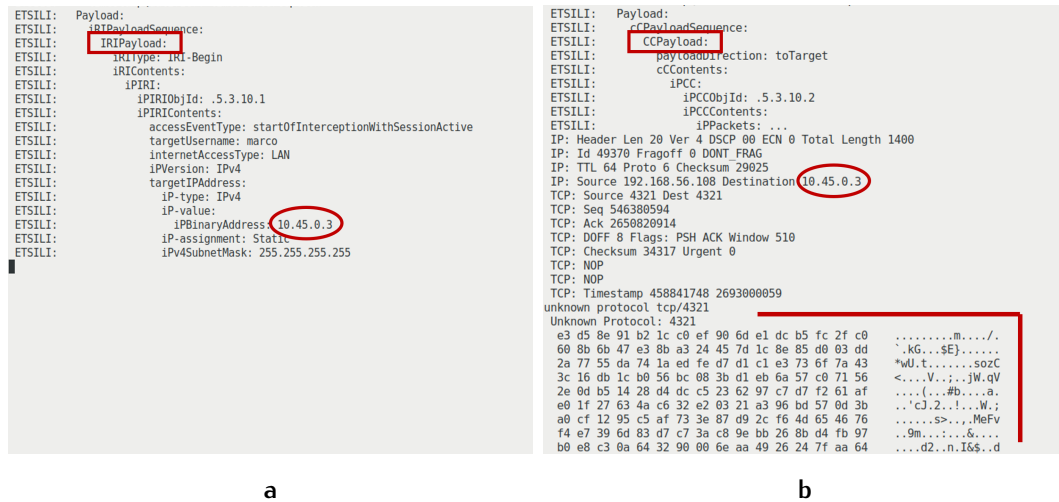 ETSILI: Payload:
ETSILI: iRIPayloadSequence:
ETSILI: IRIPayload:
ETSILI: iRIType: IRI-Begin
ETSILI: iRIContents:
ETSILI: iPIRI:
ETSILI: iPIRIObjId: .5.3.10.1
ETSILI: iPIRIContents:
ETSILI: accessEventType: startOfInterceptionWithSessionActive
ETSILI: targetUsername: marco
ETSILI: internetAccessType: LAN
ETSILI: iPVersion: IPv4
ETSILI: targetIPAddress:
ETSILI: iP-type: IPv4
ETSILI: iP-value:
ETSILI: iPBinaryAddress: 10.45.0.3
ETSILI: iP-assignment: Static
ETSILI: iPv4SubnetMask: 255.255.255.255
a
ETSILI: Payload:
ETSILI: cCPayloadSequence:
ETSILI: CCPayload:
ETSILI: payloadDirection: toTarget
ETSILI: cCContents:
ETSILI: iPCC:
ETSILI: iPCCObjId: .5.3.10.2
ETSILI: iPCCContents:
ETSILI: iPPackets: ...
IP: Header Len 20 Ver 4 DSCP 00 ECN 0 Total Length 1400
IP: Id 49370 Fragoff 0 DONT_FRAG
IP: TTL 64 Proto 6 Checksum 29025
IP: Source 192.168.56.108 Destination 10.45.0.3
TCP: Source 4321 Dest 4321
TCP: Seq 546380594
TCP: Ack 2650820914
TCP: DOFF 8 Flags: PSH ACK Window 510
TCP: Checksum 34317 Urgent 0
TCP: NOP
TCP: NOP
TCP: Timestamp 458841748 2693000059
unknown protocol tcp/4321
Unknown Protocol: 4321
e3 d5 8e 91 b2 1c c0 ef 90 6d e1 dc b5 fc 2f c0 .........m..../.
60 8b 6b 47 e3 8b a3 24 45 7d 1c 8e 85 d0 03 dd `.kG...$E}......
2a 77 55 da 74 1a ed fe d7 d1 c1 e3 73 6f 7a 43 *wU.t.......sozC
3c 16 db 1c b0 56 bc 08 3b d1 eb 6a 57 c0 71 56 <....V..;..jW.qV
2e 0d b5 14 28 d4 dc c5 23 62 97 c7 d7 f2 61 af ....(...#b....a.
e0 1f 27 63 4a c6 32 e2 03 21 a3 96 bd 57 0d 3b ..'cJ.2..!...W.;
a0 cf 12 95 c5 af 73 3e 87 d9 2c f6 4d 65 46 76 ......s>..,.MeFv
f4 e7 39 6d 83 d7 c7 3a c8 9e bb 26 8b d4 fb 97 ..9m...:...&....
b0 e8 c3 0a 64 32 90 00 6e aa 49 26 24 7f aa 64 ....d2..n.I&$..d
b